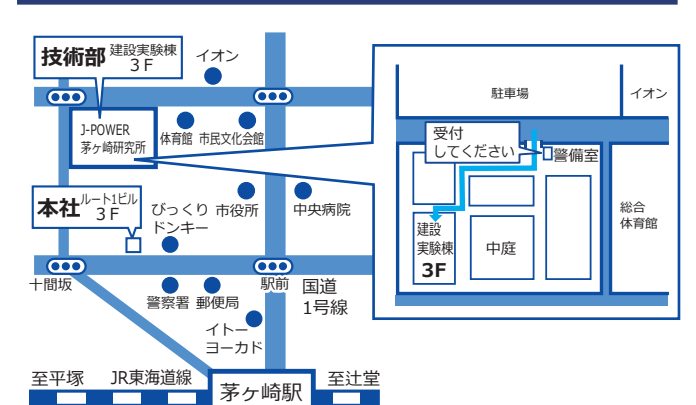 技術部 建設実験棟
3F
イオン
J-POWER
茅ヶ崎研究所
体育館 市民文化会館
本社 ルート1ビル
3F
びっくり
ドンキー
市役所
中央病院
十間坂
駅前
国道
1号線
警察署 郵便局
イトー
ヨーカド
至平塚 JR東海道線
茅ヶ崎駅
至辻堂
駐車場
イオン
受付
してください
警備室
建設
実験棟
3F
中庭
総合
体育館